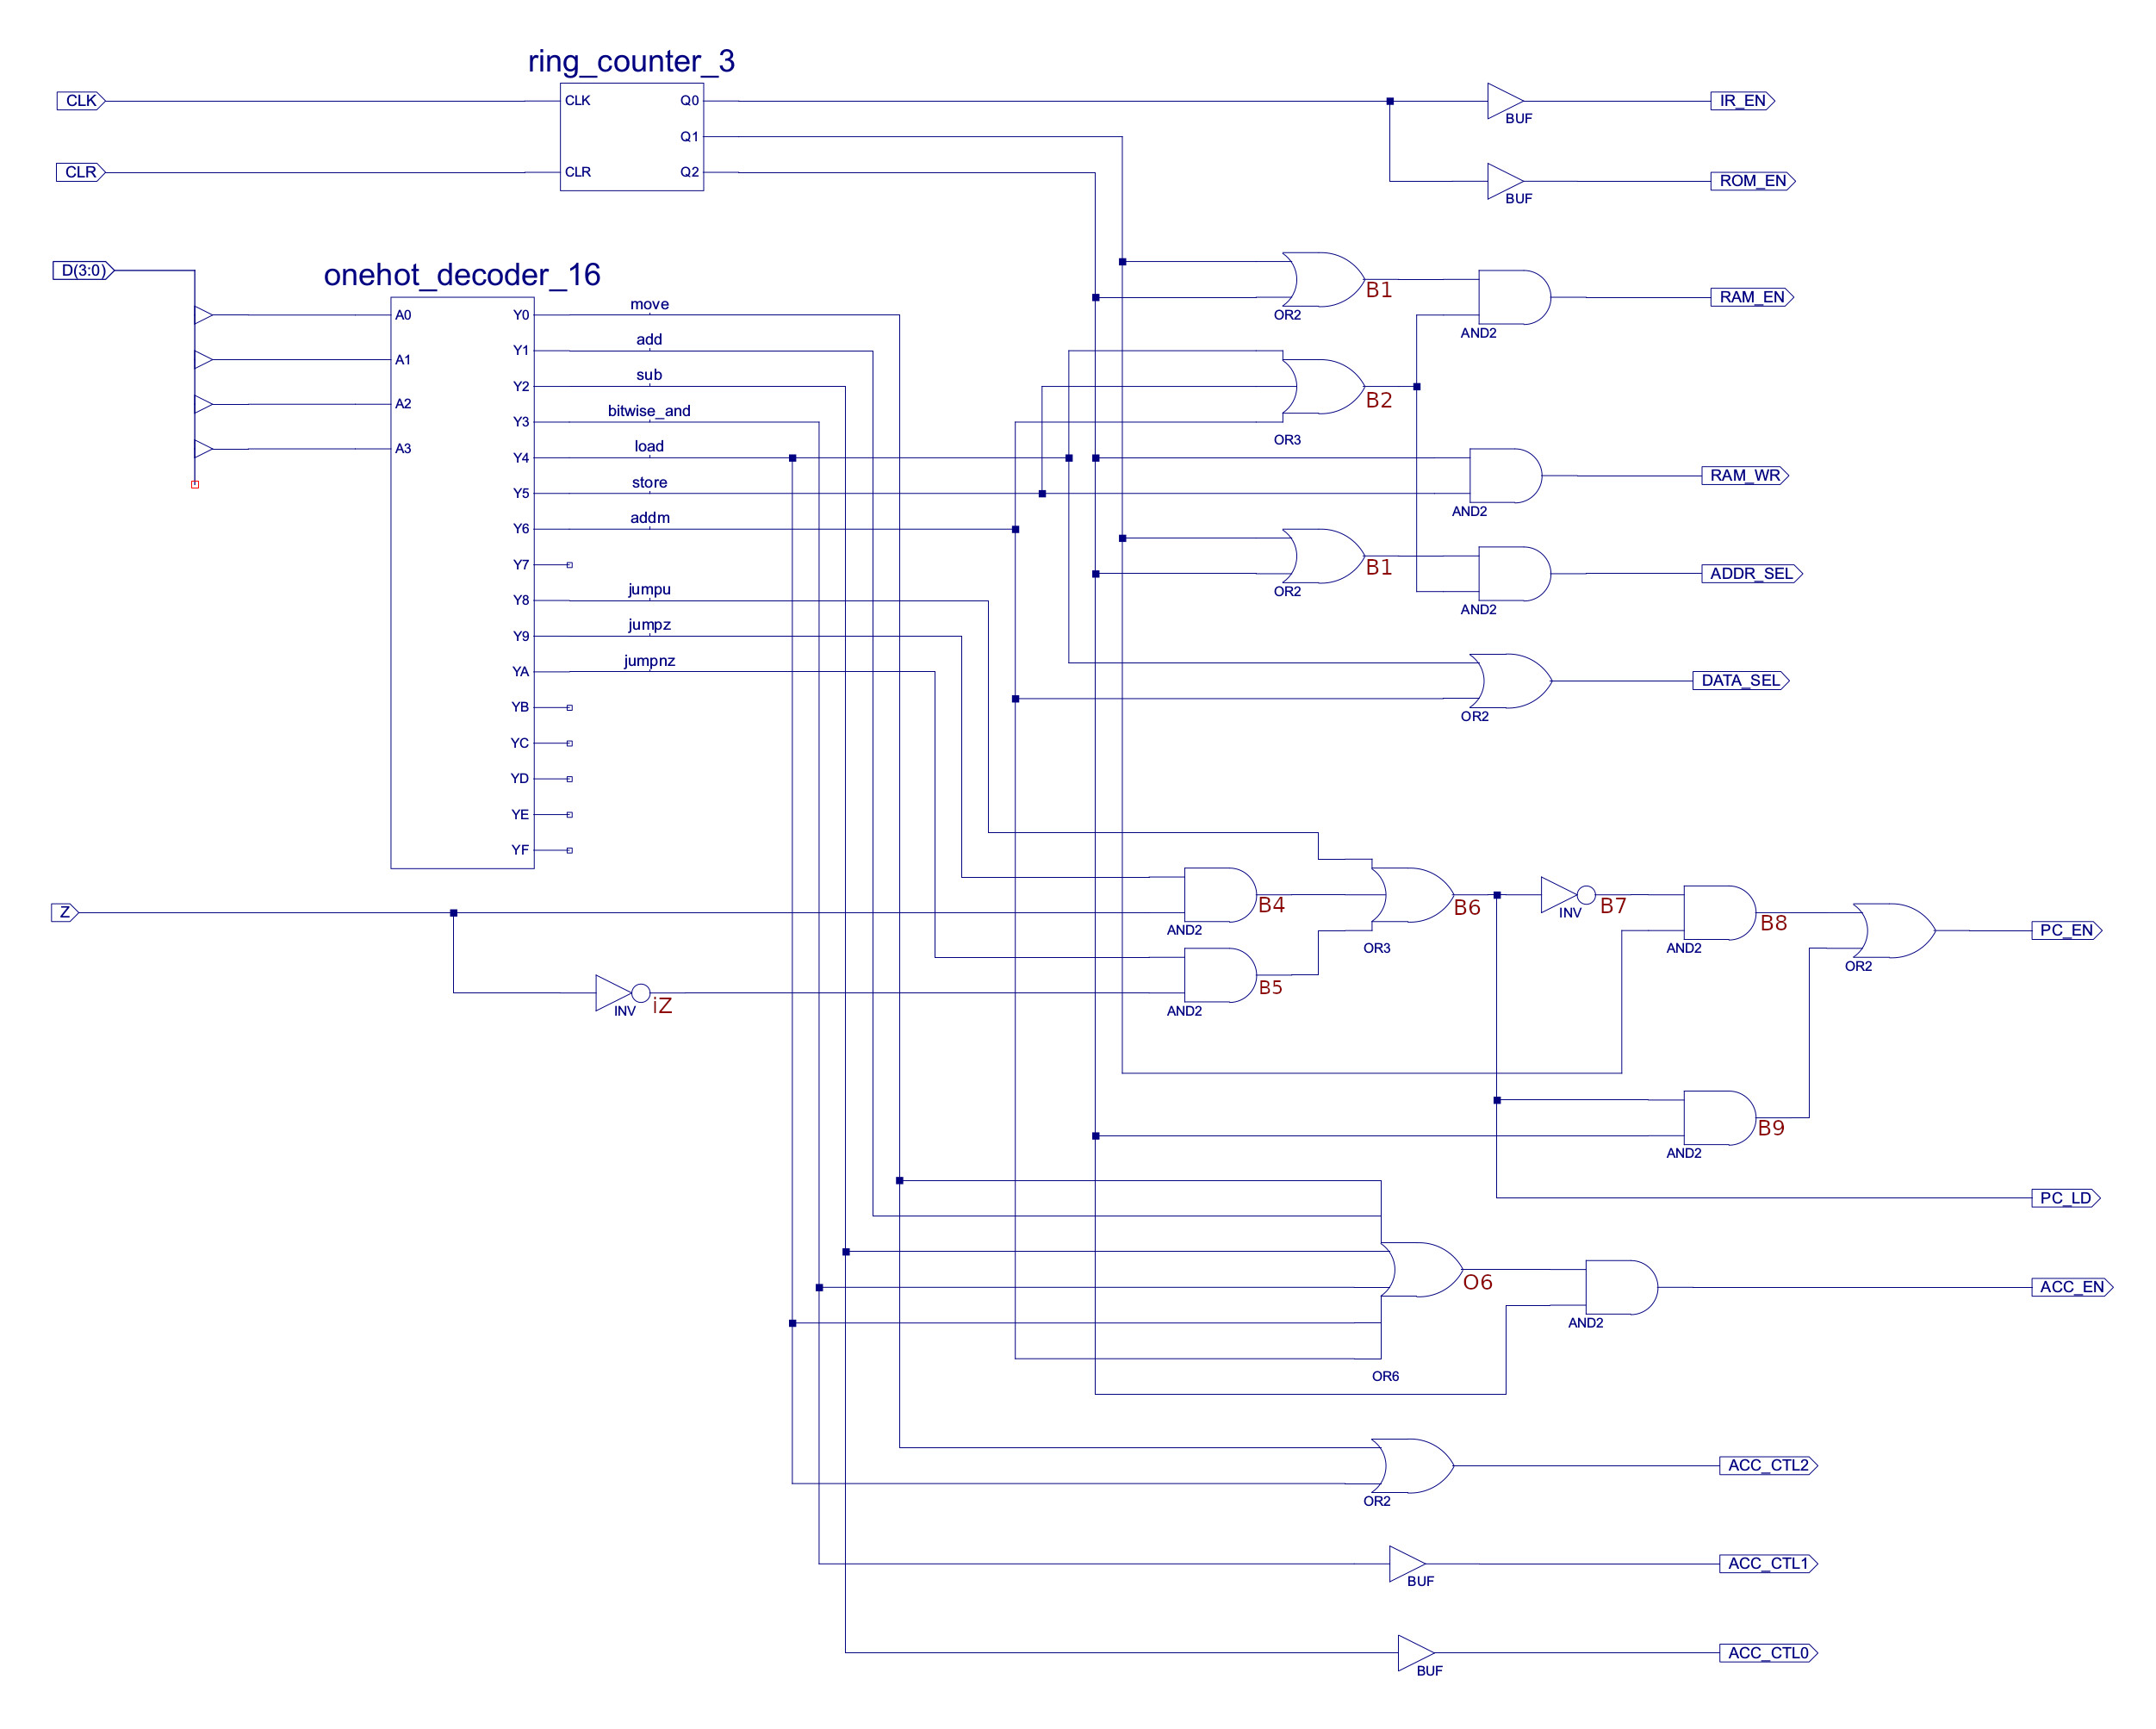 ring_counter_3
CLK
CLK
Q0
BUF
IR_EN
Q1
CLR
CLR
Q2
BUF
ROM_EN
D(3:0)
onehot_decoder_16
OR2
B1
AND2
RAM_EN
A0
Y0
move
Y1
add
A1
Y2
sub
OR3
B2
A2
Y3
bitwise_and
A3
Y4
load
AND2
RAM_WR
Y5
store
Y6
addm
OR2
B1
AND2
ADDR_SEL
Y7
Y8
jumpu
Y9
jumpz
YA
jumpnz
OR2
DATA_SEL
YB
YC
YD
YE
YF
Z
AND2
B4
OR3
B6
INV
B7
AND2
B8
OR2
PC_EN
INV
iZ
AND2
B5
AND2
B9
PC_LD
OR6
O6
AND2
ACC_EN
OR2
ACC_CTL2
BUF
ACC_CTL1
BUF
ACC_CTL0